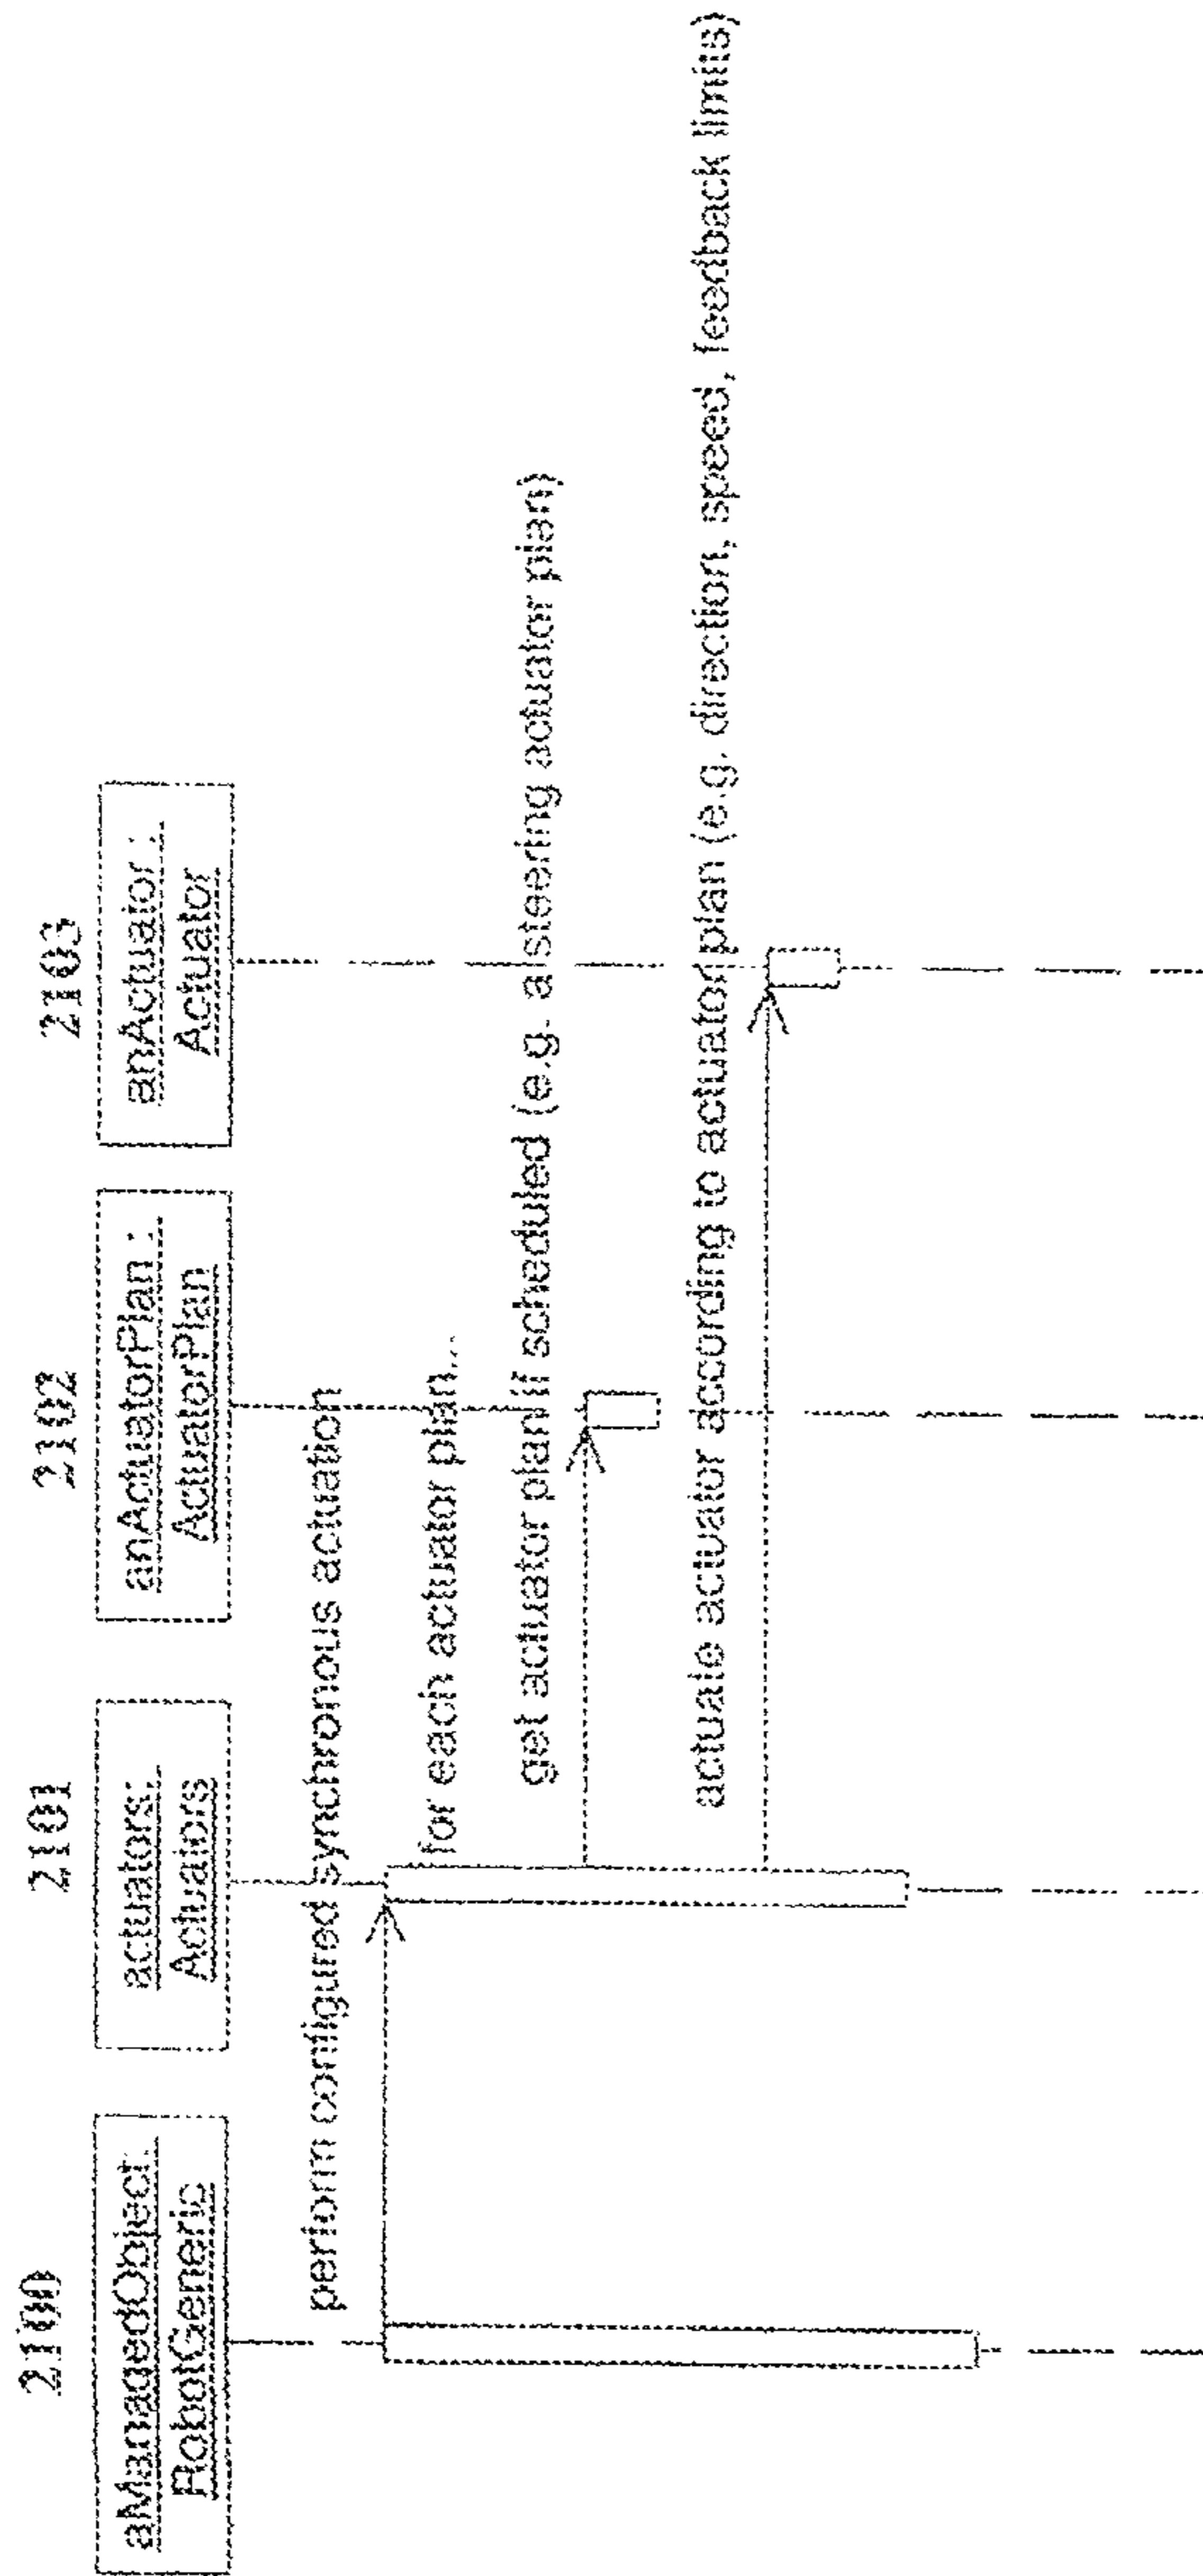 2100
aManagedObject:
RobotGeneric
2101
actuators:
Actuators
2102
anActuatorPlan :
ActuatorPlan
2103
anActuator :
Actuator
perform configured synchronous actuation
for each actuator plan...
get actuator plan if scheduled (e.g. a steering actuator plan)
actuate actuator according to actuator plan (e.g. direction, speed, feedback limits)